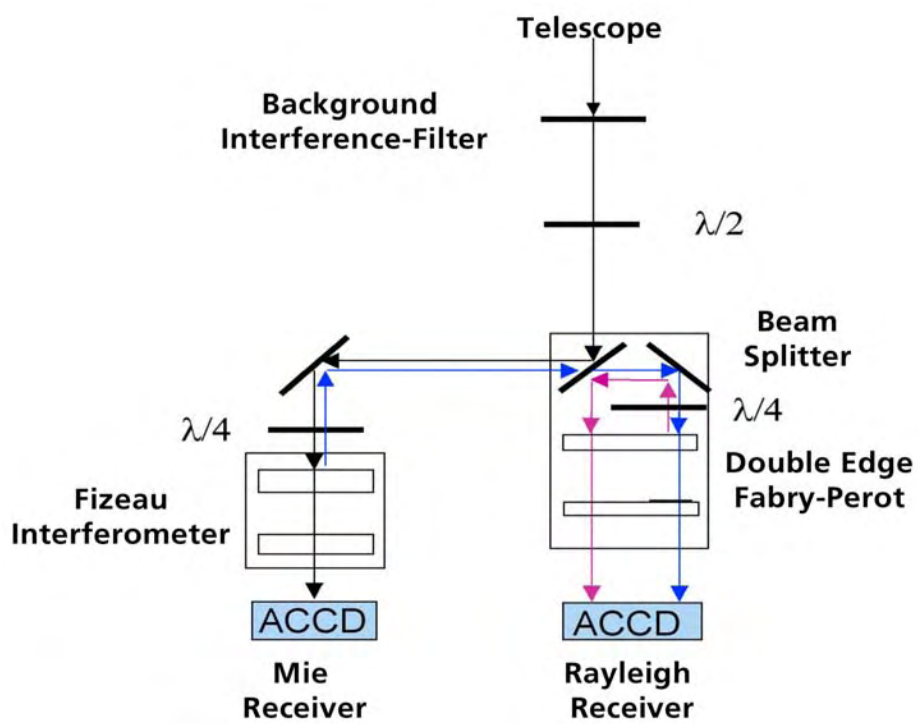 Telescope
Background
Interference-Filter
λ/2
Beam
Splitter
λ/4
λ/4
Double Edge
Fabry-Perot
Fizeau
Interferometer
ACCD
ACCD
Mie
Receiver
Rayleigh
Receiver